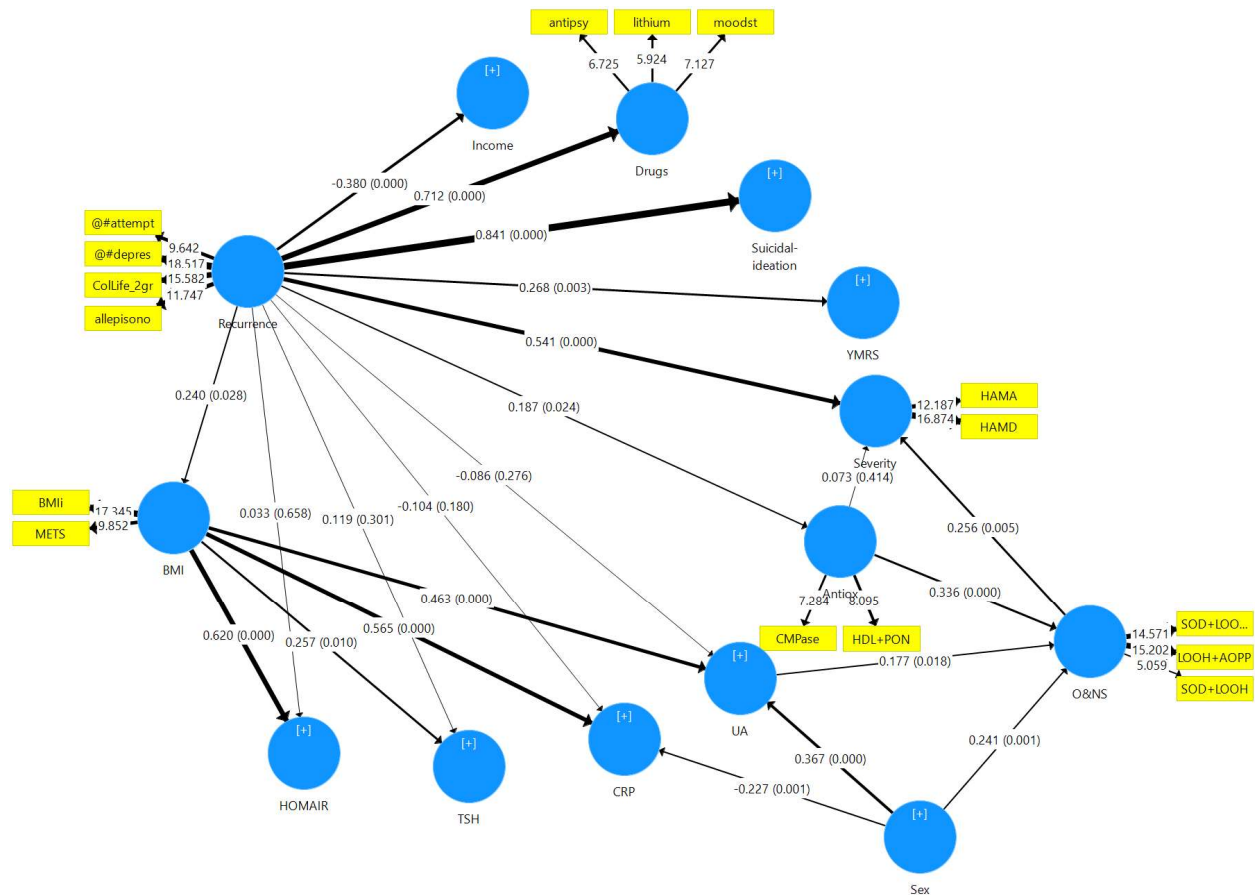 antipsy
lithium
moodst
6.725
5.924
7.127
[+]
Income
Drugs
-0.380 (0.000)
0.712 (0.000)
[+]
0.841 (0.000)
Suicidal-
ideation
@#attempt
@#depres
ColLife_2gr
allepisono
9.642
18.517
15.582
11.747
Recurrence
[+]
0.268 (0.003)
YMRS
0.541 (0.000)
HAMA
HAMD
12.187
16.874
Severity
0.240 (0.028)
0.187 (0.024)
0.073 (0.414)
-0.086 (0.276)
-0.104 (0.180)
0.033 (0.658)
0.119 (0.301)
BMIi
METS
17.345
9.852
BMI
0.256 (0.005)
Antiox
0.336 (0.000)
7.284
8.095
CMPase
HDL+PON
0.463 (0.000)
0.565 (0.000)
0.620 (0.000)
0.257 (0.010)
0.177 (0.018)
SOD+LOO...
LOOH+AOPP
SOD+LOOH
14.571
15.202
5.059
O&NS
[+]
UA
0.241 (0.001)
0.367 (0.000)
-0.227 (0.001)
[+]
HOMAIR
[+]
TSH
[+]
CRP
[+]
Sex